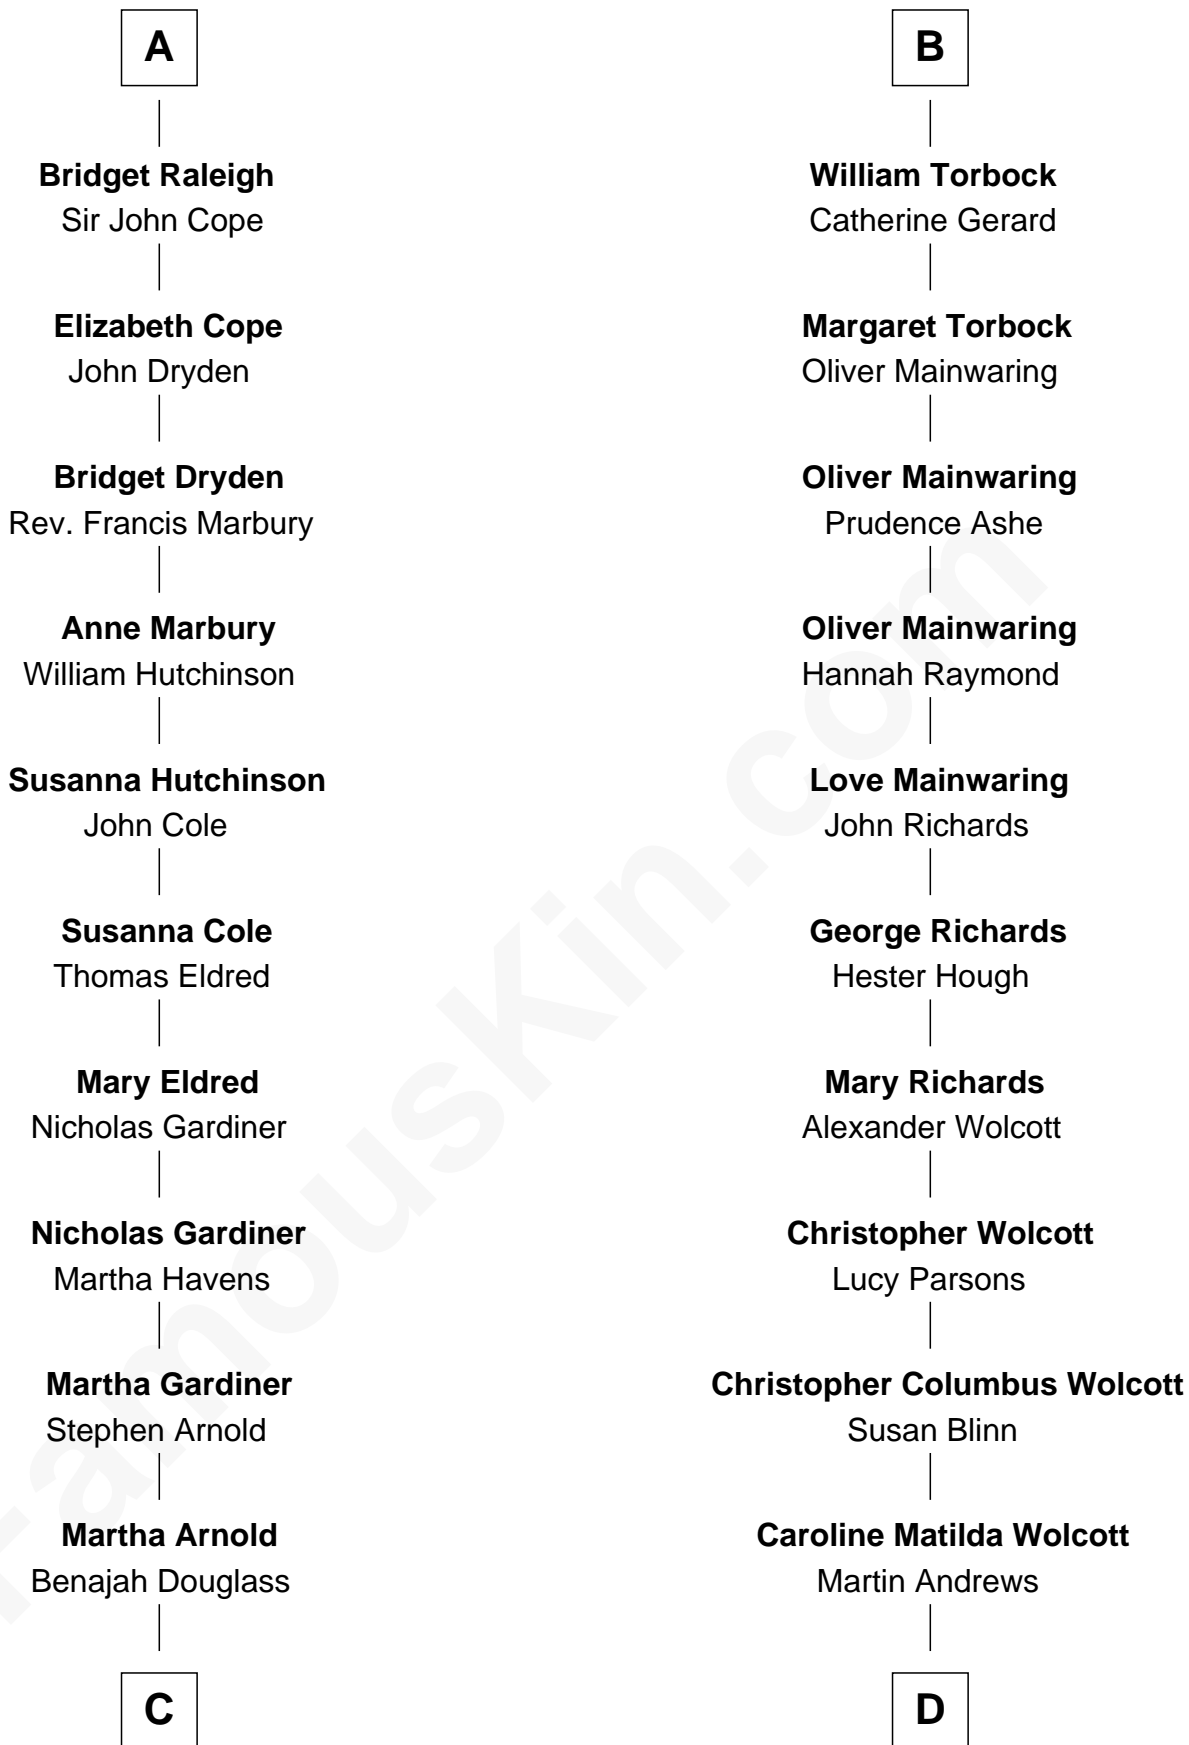 A
Bridget Raleigh
Sir John Cope
Elizabeth Cope
John Dryden
Bridget Dryden
Rev. Francis Marbury
Anne Marbury
William Hutchinson
Susanna Hutchinson
John Cole
Susanna Cole
Thomas Eldred
Mary Eldred
Nicholas Gardiner
Nicholas Gardiner
Martha Havens
Martha Gardiner
Stephen Arnold
Martha Arnold
Benajah Douglass
C
B
William Torbock
Catherine Gerard
Margaret Torbock
Oliver Mainwaring
Oliver Mainwaring
Prudence Ashe
Oliver Mainwaring
Hannah Raymond
Love Mainwaring
John Richards
George Richards
Hester Hough
Mary Richards
Alexander Wolcott
Christopher Wolcott
Lucy Parsons
Christopher Columbus Wolcott
Susan Blinn
Caroline Matilda Wolcott
Martin Andrews
D
FamousKin.com